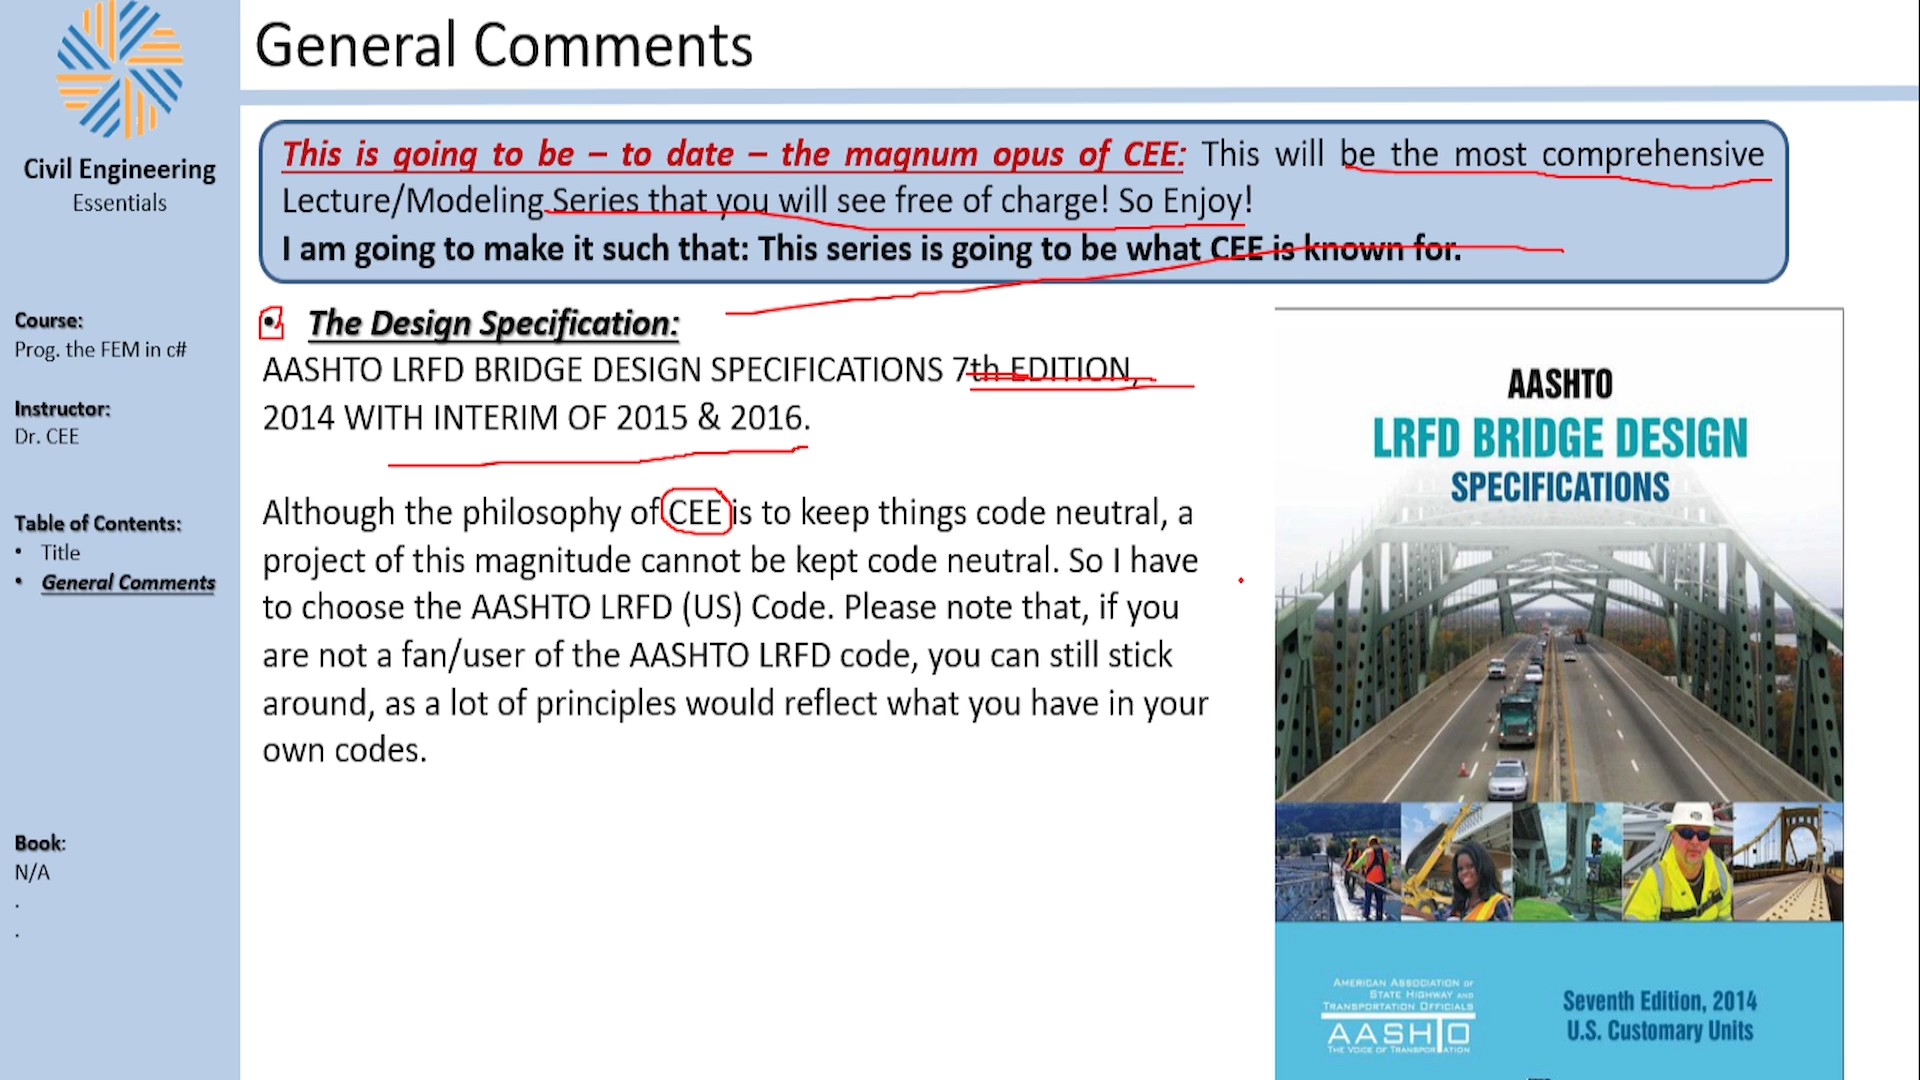 General Comments
Civil Engineering
Essentials
Course:
Prog. the FEM in c#
Instructor:
Dr. CEE
Table of Contents:
• Title
• General Comments
Book:
N/A
.
.
This is going to be – to date – the magnum opus of CEE: This will be the most comprehensive
Lecture/Modeling Series that you will see free of charge! So Enjoy!
I am going to make it such that: This series is going to be what CEE is known for.
• The Design Specification:
AASHTO LRFD BRIDGE DESIGN SPECIFICATIONS 7th EDITION,
2014 WITH INTERIM OF 2015 & 2016.
Although the philosophy of CEE is to keep things code neutral, a
project of this magnitude cannot be kept code neutral. So I have
to choose the AASHTO LRFD (US) Code. Please note that, if you
are not a fan/user of the AASHTO LRFD code, you can still stick
around, as a lot of principles would reflect what you have in your
own codes.
AASHTO
LRFD BRIDGE DESIGN
SPECIFICATIONS
AMERICAN ASSOCIATION OF
STATE HIGHWAY AND
TRANSPORTATION OFFICIALS
AASHTO
THE VOICE OF TRANSPORTATION
Seventh Edition, 2014
U.S. Customary Units